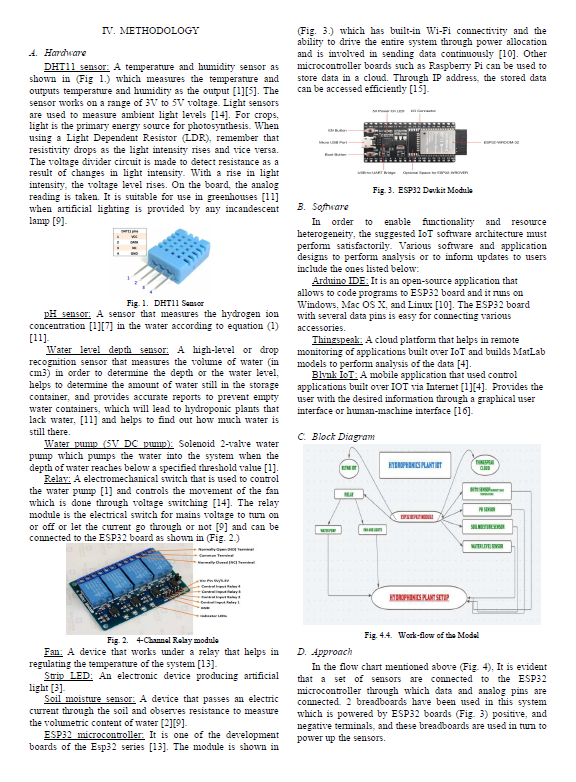 IV. METHODOLOGY
A. Hardware
DHT11 sensor: A temperature and humidity sensor as
shown in (Fig 1.) which measures the temperature and
outputs temperature and humidity as the output [1][5]. The
sensor works on a range of 3V to 5V voltage. Light sensors
are used to measure ambient light levels [14]. For crops,
light is the primary energy source for photosynthesis. When
using a Light Dependent Resistor (LDR), remember that
resistivity drops as the light intensity rises and vice versa.
The voltage divider circuit is made to detect resistance as a
result of changes in light intensity. With a rise in light
intensity, the voltage level rises. On the board, the analog
reading is taken. It is suitable for use in greenhouses [11]
when artificial lighting is provided by any incandescent
lamp [9].
DHT11 pins
1 VCC
2 DATA
3 NC
4 GND
1
2
3
4
Fig. 1. DHT11 Sensor
pH sensor: A sensor that measures the hydrogen ion
concentration [1][7] in the water according to equation (1)
[11].
Water level depth sensor: A high-level or drop
recognition sensor that measures the volume of water (in
cm3) in order to determine the depth or the water level,
helps to determine the amount of water still in the storage
container, and provides accurate reports to prevent empty
water containers, which will lead to hydroponic plants that
lack water, [11] and helps to find out how much water is
still there.
Water pump (5V DC pump): Solenoid 2-valve water
pump which pumps the water into the system when the
depth of water reaches below a specified threshold value [1].
Relay: A electromechanical switch that is used to control
the water pump [1] and controls the movement of the fan
which is done through voltage switching [14]. The relay
module is the electrical switch for mains voltage to turn on
or off or let the current go through or not [9] and can be
connected to the ESP32 board as shown in (Fig. 2.)
Normally Open (NO) Terminal
Common Terminal
Normally Closed (NC) Terminal
Vcc Pin 5V/3.3V
Control Input Relay 4
Control Input Relay 3
Control Input Relay 2
Control Input Relay 1
GND
Indicator LEDs
Fig. 2. 4-Channel Relay module
Fan: A device that works under a relay that helps in
regulating the temperature of the system [13].
Strip LED: An electronic device producing artificial
light [3].
Soil moisture sensor: A device that passes an electric
current through the soil and observes resistance to measure
the volumetric content of water [2][9].
ESP32 microcontroller: It is one of the development
boards of the Esp32 series [13]. The module is shown in
(Fig. 3.) which has built-in Wi-Fi connectivity and the
ability to drive the entire system through power allocation
and is involved in sending data continuously [10]. Other
microcontroller boards such as Raspberry Pi can be used to
store data in a cloud. Through IP address, the stored data
can be accessed efficiently [15].
5V Power On LED I/O Connector
EN Button
Micro USB Port
Boot Button
ESP32-WROOM-32
USB-to-UART Bridge Optional Space for ESP32-WROVER
Fig. 3. ESP32 Devkit Module
B. Software
In order to enable functionality and resource
heterogeneity, the suggested IoT software architecture must
perform satisfactorily. Various software and application
designs to perform analysis or to inform updates to users
include the ones listed below:
Arduino IDE: It is an open-source application that
allows to code programs to ESP32 board and it runs on
Windows, Mac OS X, and Linux [10]. The ESP32 board
with several data pins is easy for connecting various
accessories.
Thingspeak: A cloud platform that helps in remote
monitoring of applications built over IoT and builds MatLab
models to perform analysis of the data [4].
Blynk IoT: A mobile application that used control
applications built over IOT via Internet [1][4]. Provides the
user with the desired information through a graphical user
interface or human-machine interface [16].
C. Block Diagram
BLYNK IOT
HYDROPHONICS PLANT IOT
THINGSPEAK
CLOUD
RELAY
ESP32 DEVKIT MODULE
PH SENSOR
SOIL MOISTURE SENSOR
WATER LEVEL SENSOR
WATER PUMP
HYDROPHONICS PLANT SETUP
Fig. 4.4. Work-flow of the Model
D. Approach
In the flow chart mentioned above (Fig. 4), It is evident
that a set of sensors are connected to the ESP32
microcontroller through which data and analog pins are
connected. 2 breadboards have been used in this system
which is powered by ESP32 boards (Fig. 3) positive, and
negative terminals, and these breadboards are used in turn to
power up the sensors.